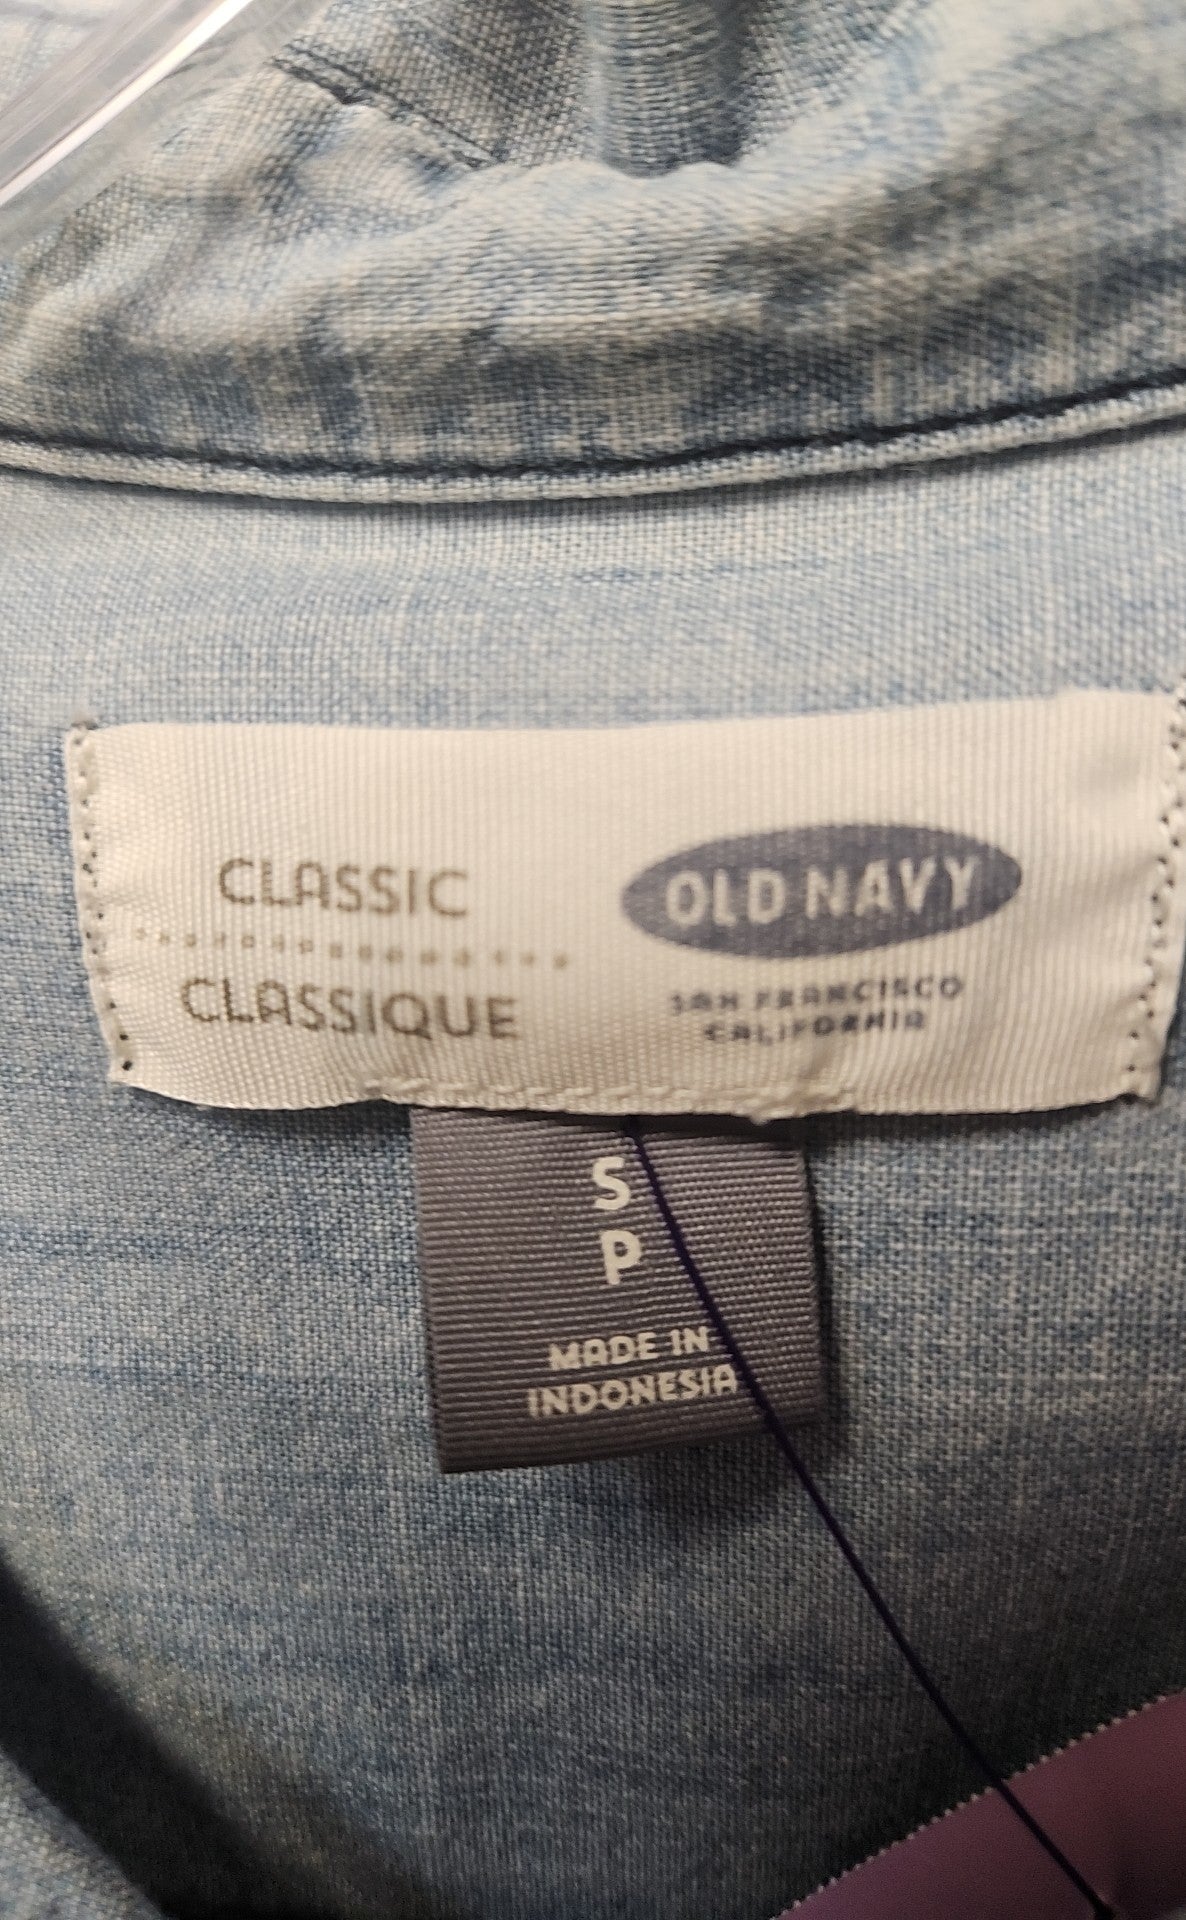 CLASSIC
CLASSIQUE
OLD NAVY
SAN FRANCISCO
CALIFORNIA
S
P
MADE IN
INDONESIA